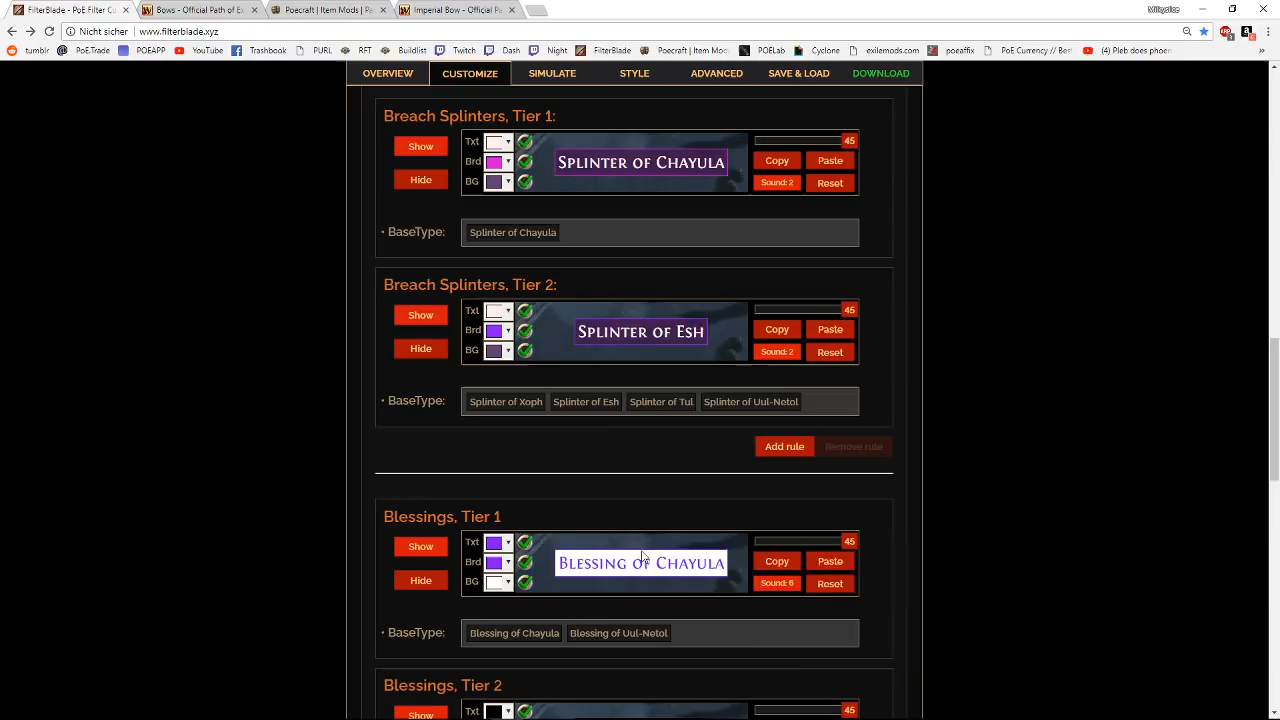 FilterBlade - PoE Filter Cu
Bows - Official Path of Ex
Poecraft | Item Mods | Pa
Imperial Bow - Official Pa
Nicht sicher | www.filterblade.xyz
tumblr
PoE.Trade
POEAPP
YouTube
Trashbook
PURL
RFT
Buildlist
Twitch
Dash
Night
FilterBlade
Poecraft | Item Mods
POELab
Cyclone
exilemods.com
poeaffix
PoE Currency // Best
(5) Pleb does phoen
OVERVIEW
CUSTOMIZE
SIMULATE
STYLE
ADVANCED
SAVE & LOAD
DOWNLOAD
Breach Splinters, Tier 1:
Show
Hide
Txt
Brd
BG
Splinter of Chayula
45
Copy
Paste
Sound: 2
Reset
• BaseType:
Splinter of Chayula
Breach Splinters, Tier 2:
Show
Hide
Txt
Brd
BG
Splinter of Esh
45
Copy
Paste
Sound: 2
Reset
• BaseType:
Splinter of Xoph
Splinter of Esh
Splinter of Tul
Splinter of Uul-Netol
Add rule
Remove rule
Blessings, Tier 1
Show
Hide
Txt
Brd
BG
Blessing of Chayula
45
Copy
Paste
Sound: 6
Reset
• BaseType:
Blessing of Chayula
Blessing of Uul-Netol
Blessings, Tier 2
Show
Txt
45
Copy
Paste